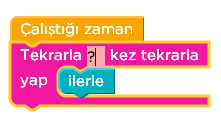 Çalıştığı zaman
Tekrarla ? kez tekrarla
yap ilerle